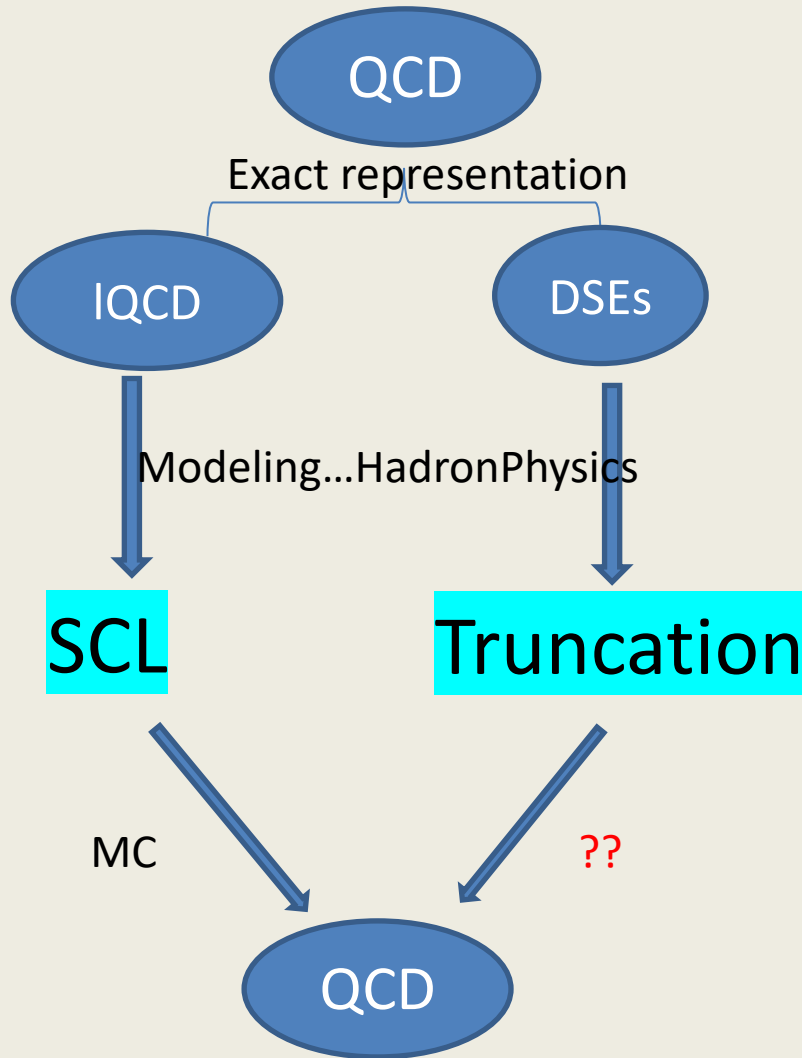 QCD
Exact representation
lQCD
DSEs
Modeling...HadronPhysics
SCL
Truncation
MC
??
QCD